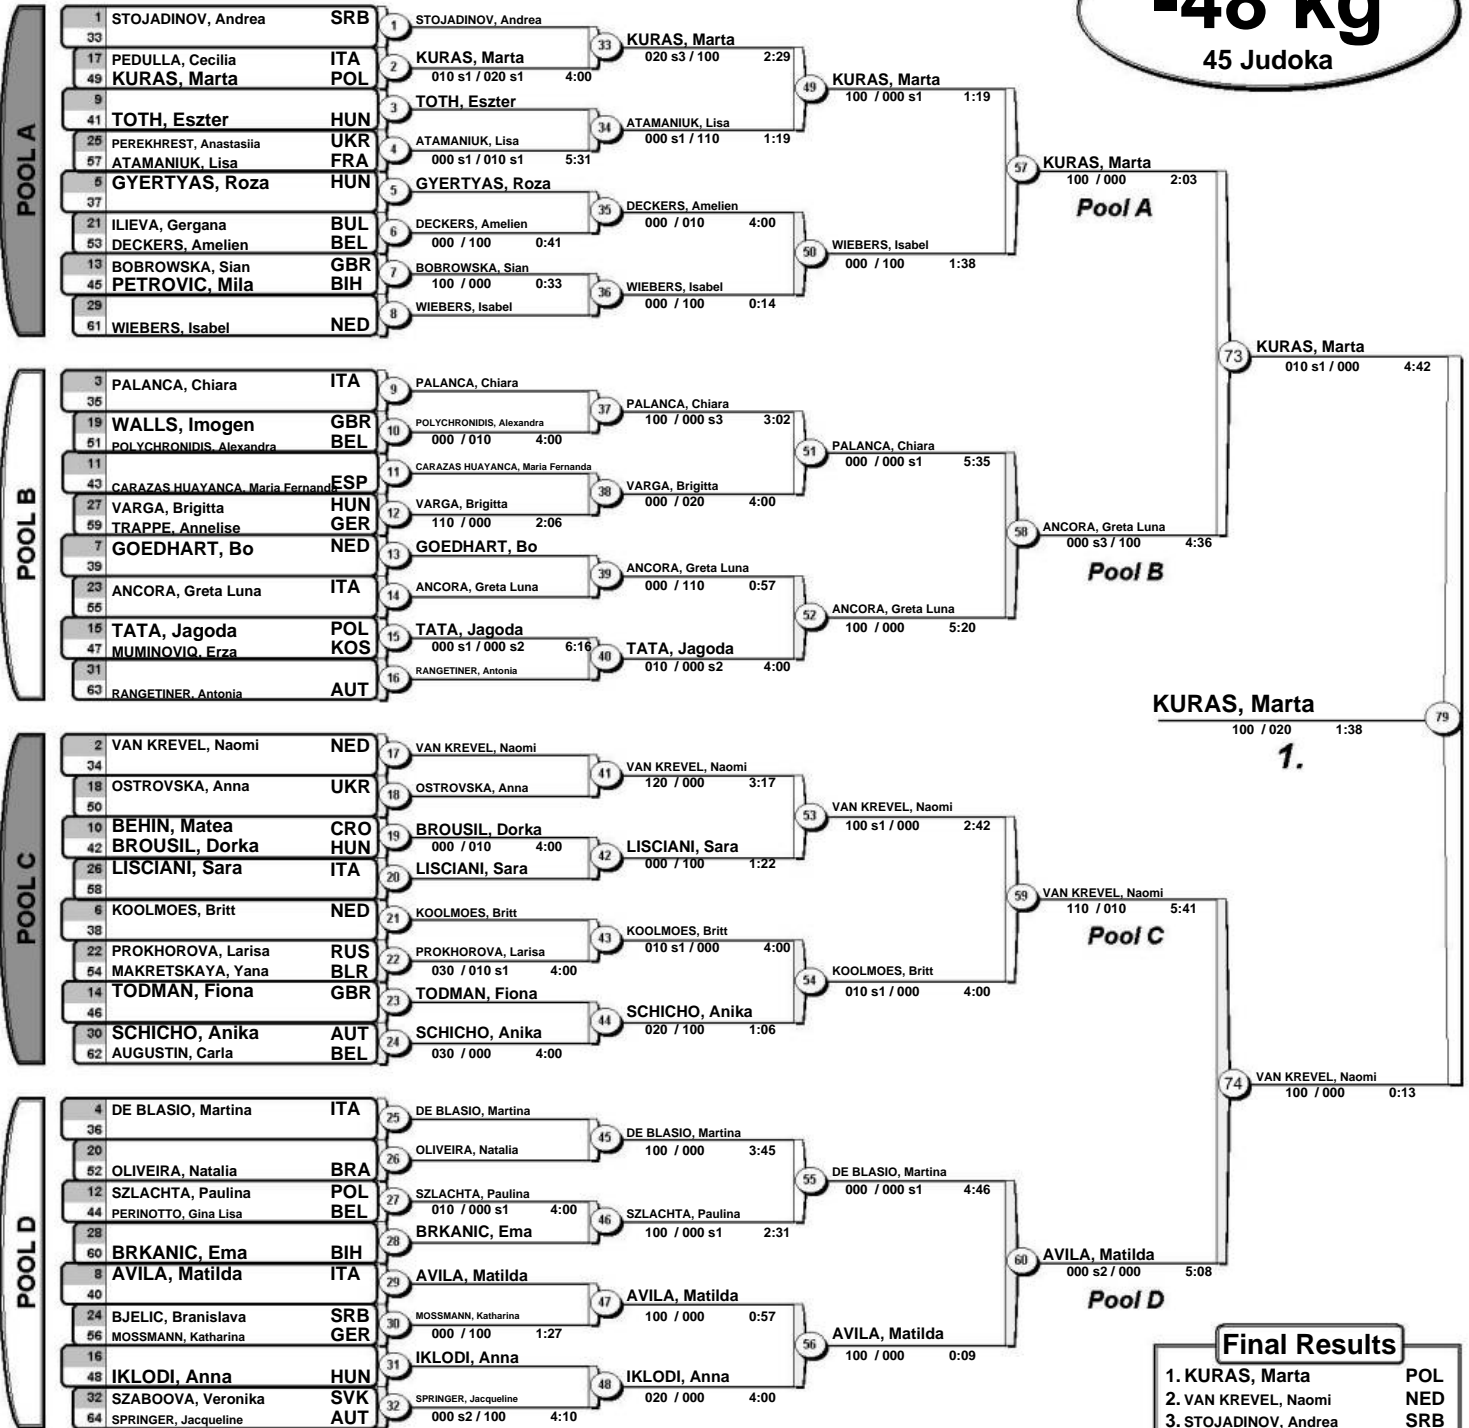 -48 kg
45 Judoka
POOL A
1 STOJADINOV, Andrea SRB
33
17 PEDULLA, Cecilia ITA
49 KURAS, Marta POL
9
41 TOTH, Eszter HUN
25 PEREKHREST, Anastasiia UKR
57 ATAMANIUK, Lisa FRA
5 GYERTYAS, Roza HUN
37
21 ILIEVA, Gergana BUL
53 DECKERS, Amelien BEL
13 BOBROWSKA, Sian GBR
45 PETROVIC, Mila BIH
29
61 WIEBERS, Isabel NED
1 STOJADINOV, Andrea
2 KURAS, Marta
010 s1 / 020 s1 4:00
3 TOTH, Eszter
4 ATAMANIUK, Lisa
000 s1 / 010 s1 5:31
5 GYERTYAS, Roza
6 DECKERS, Amelien
000 / 100 0:41
7 BOBROWSKA, Sian
100 / 000 0:33
8 WIEBERS, Isabel
33 KURAS, Marta
020 s3 / 100 2:29
34 ATAMANIUK, Lisa
000 s1 / 110 1:19
35 DECKERS, Amelien
000 / 010 4:00
36 WIEBERS, Isabel
000 / 100 0:14
49 KURAS, Marta
100 / 000 s1 1:19
50 WIEBERS, Isabel
000 / 100 1:38
57 KURAS, Marta
100 / 000 2:03
Pool A
POOL B
3 PALANCA, Chiara ITA
35
19 WALLS, Imogen GBR
51 POLYCHRONIDIS, Alexandra BEL
11
43 CARAZAS HUAYANCA, Maria Fernanda ESP
27 VARGA, Brigitta HUN
59 TRAPPE, Annelise GER
7 GOEDHART, Bo NED
39
23 ANCORA, Greta Luna ITA
55
15 TATA, Jagoda POL
47 MUMINOVIQ, Erza KOS
31
63 RANGETINER, Antonia AUT
9 PALANCA, Chiara
10 POLYCHRONIDIS, Alexandra
000 / 010 4:00
11 CARAZAS HUAYANCA, Maria Fernanda
12 VARGA, Brigitta
110 / 000 2:06
13 GOEDHART, Bo
14 ANCORA, Greta Luna
15 TATA, Jagoda
000 s1 / 000 s2 6:16
16 RANGETINER, Antonia
37 PALANCA, Chiara
100 / 000 s3 3:02
38 VARGA, Brigitta
000 / 020 4:00
39 ANCORA, Greta Luna
000 / 110 0:57
40 TATA, Jagoda
010 / 000 s2 4:00
51 PALANCA, Chiara
000 / 000 s1 5:35
52 ANCORA, Greta Luna
100 / 000 5:20
58 ANCORA, Greta Luna
000 s3 / 100 4:36
Pool B
73 KURAS, Marta
010 s1 / 000 4:42
KURAS, Marta 79
100 / 020 1:38
1.
POOL C
2 VAN KREVEL, Naomi NED
34
18 OSTROVSKA, Anna UKR
50
10 BEHIN, Matea CRO
42 BROUSIL, Dorka HUN
26 LISCIANI, Sara ITA
58
6 KOOLMOES, Britt NED
38
22 PROKHOROVA, Larisa RUS
54 MAKRETSKAYA, Yana BLR
14 TODMAN, Fiona GBR
46
30 SCHICHO, Anika AUT
62 AUGUSTIN, Carla BEL
17 VAN KREVEL, Naomi
18 OSTROVSKA, Anna
19 BROUSIL, Dorka
000 / 010 4:00
20 LISCIANI, Sara
21 KOOLMOES, Britt
22 PROKHOROVA, Larisa
030 / 010 s1 4:00
23 TODMAN, Fiona
24 SCHICHO, Anika
030 / 000 4:00
41 VAN KREVEL, Naomi
120 / 000 3:17
42 LISCIANI, Sara
000 / 100 1:22
43 KOOLMOES, Britt
010 s1 / 000 4:00
44 SCHICHO, Anika
020 / 100 1:06
53 VAN KREVEL, Naomi
100 s1 / 000 2:42
54 KOOLMOES, Britt
010 s1 / 000 4:00
59 VAN KREVEL, Naomi
110 / 010 5:41
Pool C
POOL D
4 DE BLASIO, Martina ITA
36
20
52 OLIVEIRA, Natalia BRA
12 SZLACHTA, Paulina POL
44 PERINOTTO, Gina Lisa BEL
28
60 BRKANIC, Ema BIH
8 AVILA, Matilda ITA
40
24 BJELIC, Branislava SRB
56 MOSSMANN, Katharina GER
16
48 IKLODI, Anna HUN
32 SZABOOVA, Veronika SVK
64 SPRINGER, Jacqueline AUT
25 DE BLASIO, Martina
26 OLIVEIRA, Natalia
27 SZLACHTA, Paulina
010 / 000 s1 4:00
28 BRKANIC, Ema
29 AVILA, Matilda
30 MOSSMANN, Katharina
000 / 100 1:27
31 IKLODI, Anna
32 SPRINGER, Jacqueline
000 s2 / 100 4:10
45 DE BLASIO, Martina
100 / 000 3:45
46 SZLACHTA, Paulina
100 / 000 s1 2:31
47 AVILA, Matilda
100 / 000 0:57
48 IKLODI, Anna
020 / 000 4:00
55 DE BLASIO, Martina
000 / 000 s1 4:46
56 AVILA, Matilda
100 / 000 0:09
60 AVILA, Matilda
000 s2 / 000 5:08
Pool D
74 VAN KREVEL, Naomi
100 / 000 0:13
Final Results
1. KURAS, Marta POL
2. VAN KREVEL, Naomi NED
3. STOJADINOV, Andrea SRB